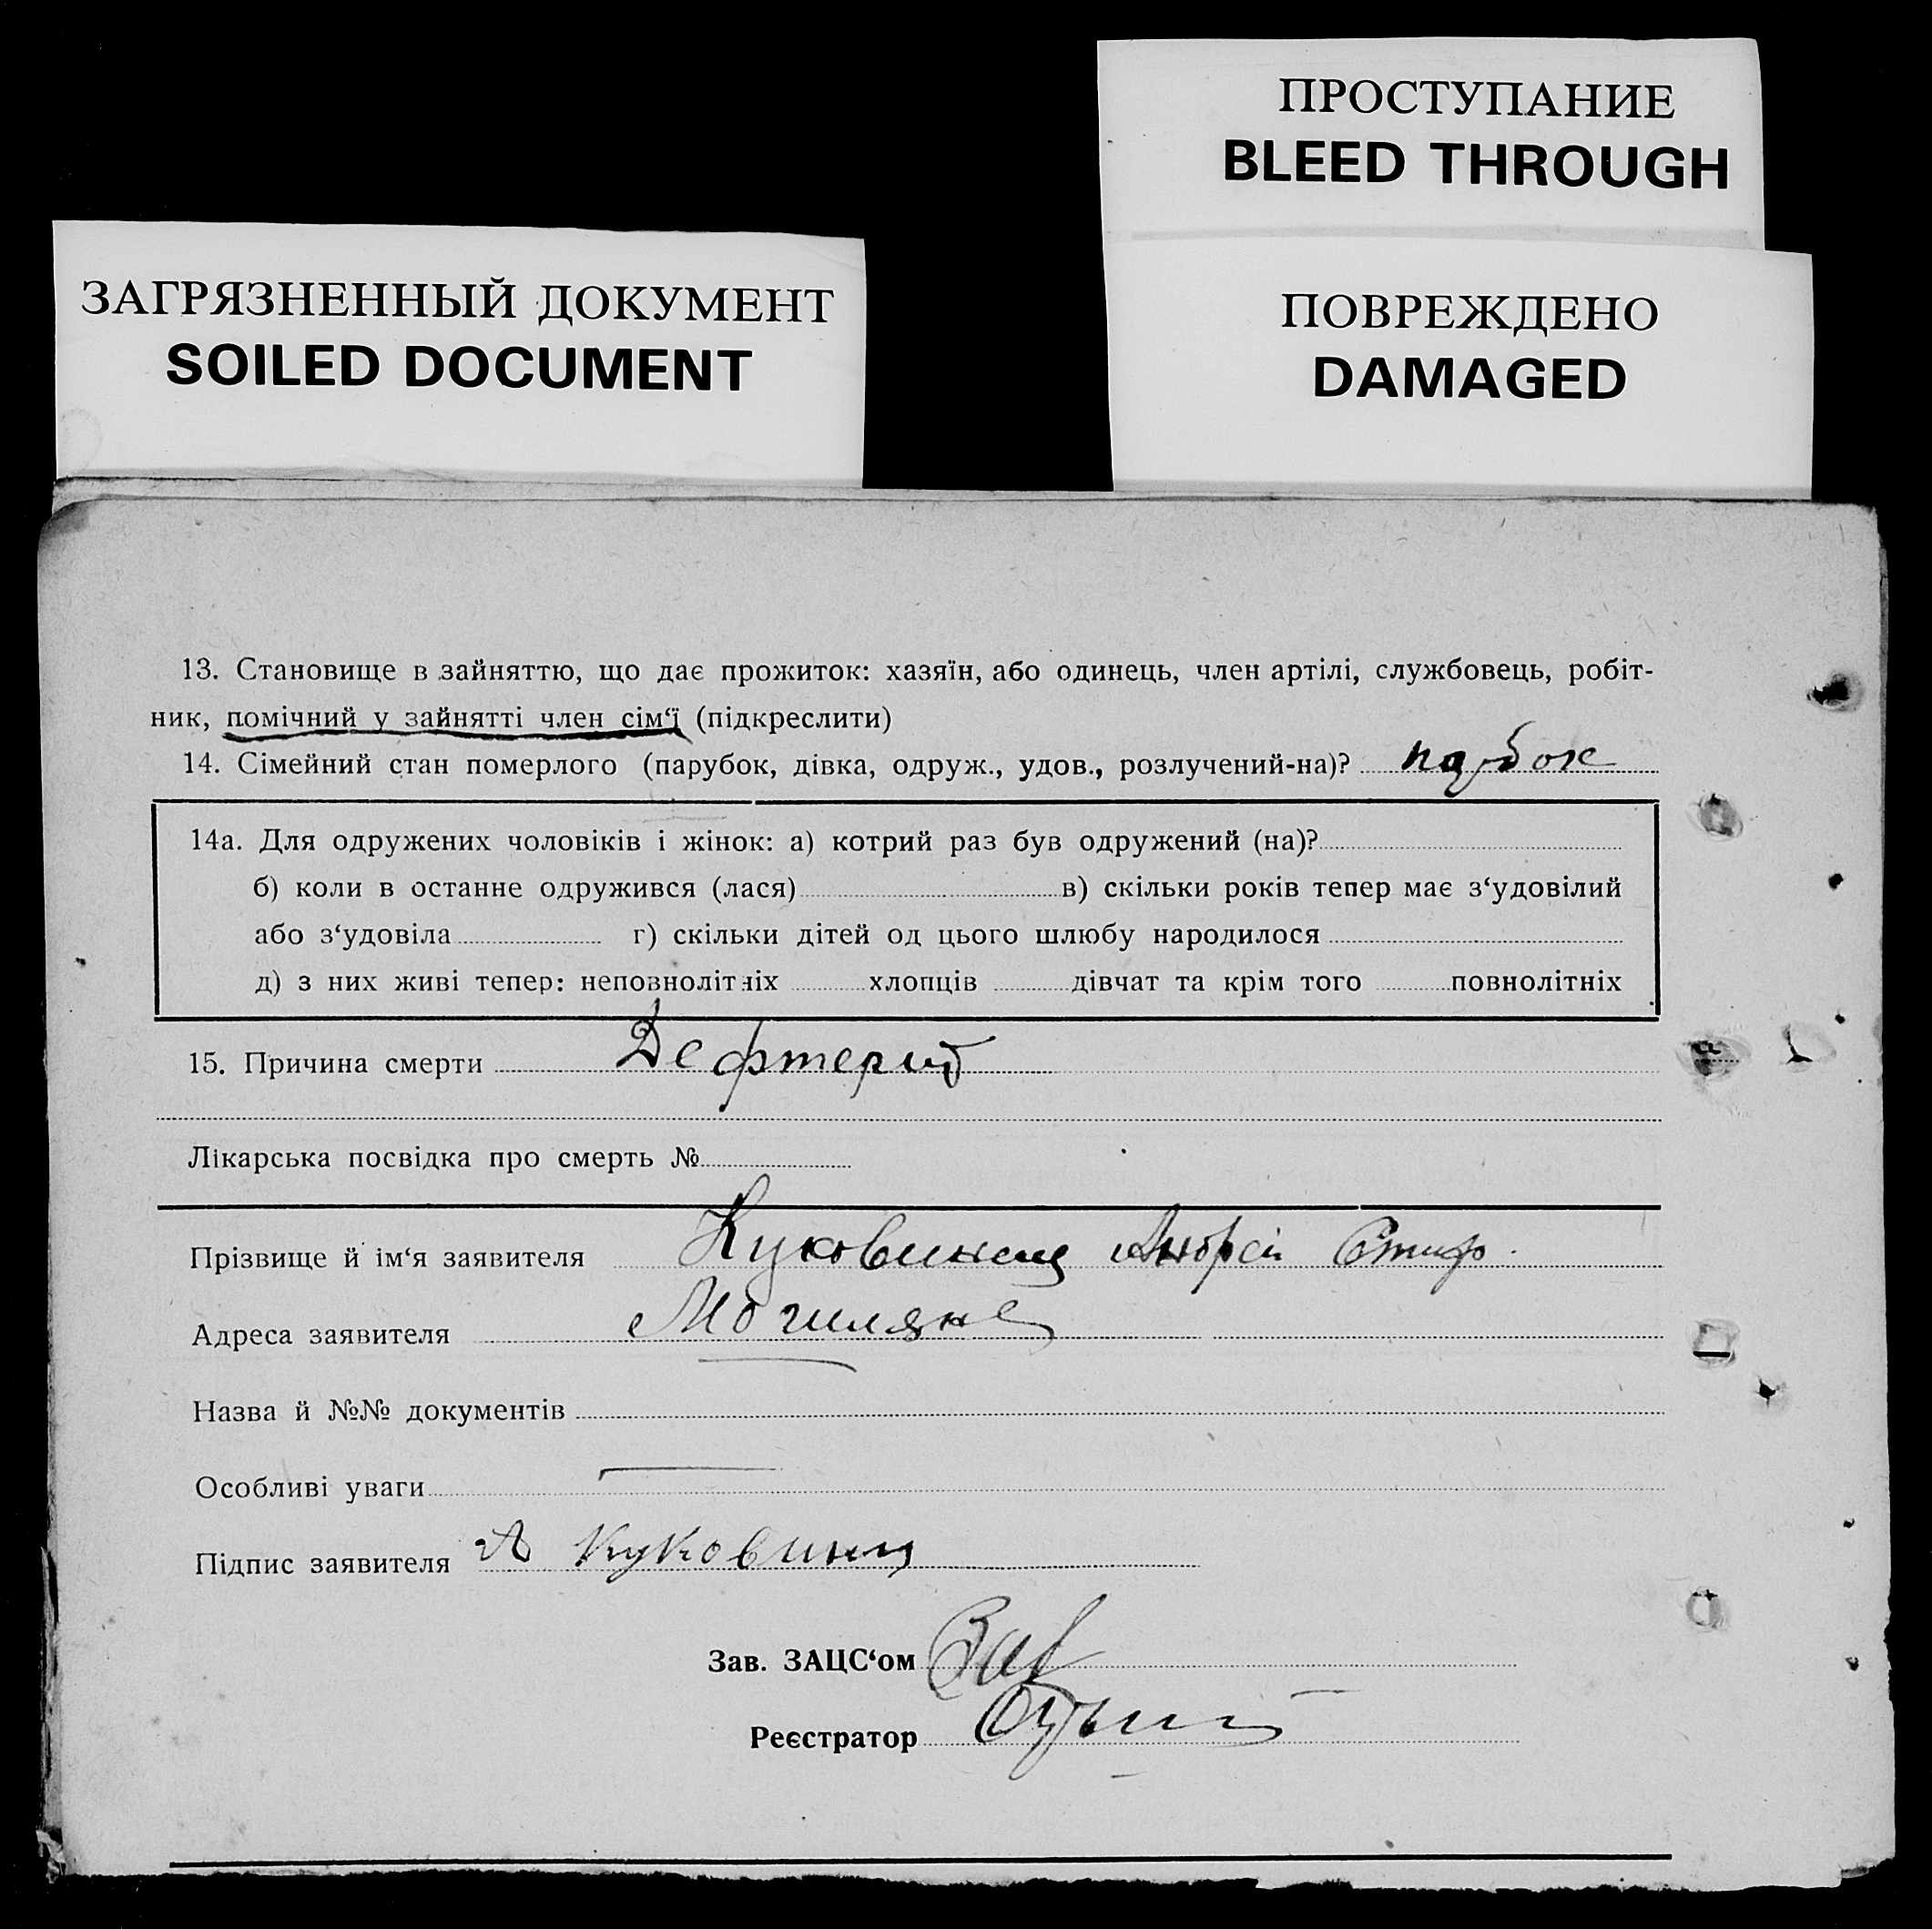 ПРОСТУПАНИЕ
BLEED THROUGH
ЗАГРЯЗНЕННЫЙ ДОКУМЕНТ
SOILED DOCUMENT
ПОВРЕЖДЕНО
DAMAGED
13. Становище в зайняттю, що дає прожиток: хазяїн, або одинець, член артілі, службовець, робіт-
ник, помічний у зайнятті член сім‘ї (підкреслити)
14. Сімейний стан померлого (парубок, дівка, одруж., удов., розлучений-на)?
14а. Для одружених чоловіків і жінок: а) котрий раз був одружений (на)?
б) коли в останне одружився (лася) в) скільки років тепер має з‘удовілий
або з‘удовіла г) скільки дітей од цього шлюбу народилося
д) з них живі тепер: неповнолітніх хлопців дівчат та крім того повнолітніх
15. Причина смерти Дефтерит
Лікарська посвідка про смерть №
Прізвище й ім‘я заявителя Андрей
Адреса заявителя Могиляне
Назва й №№ документів
Особливі уваги
Підпис заявителя А
Зав. ЗАЦС‘ом Зав
Реєстратор